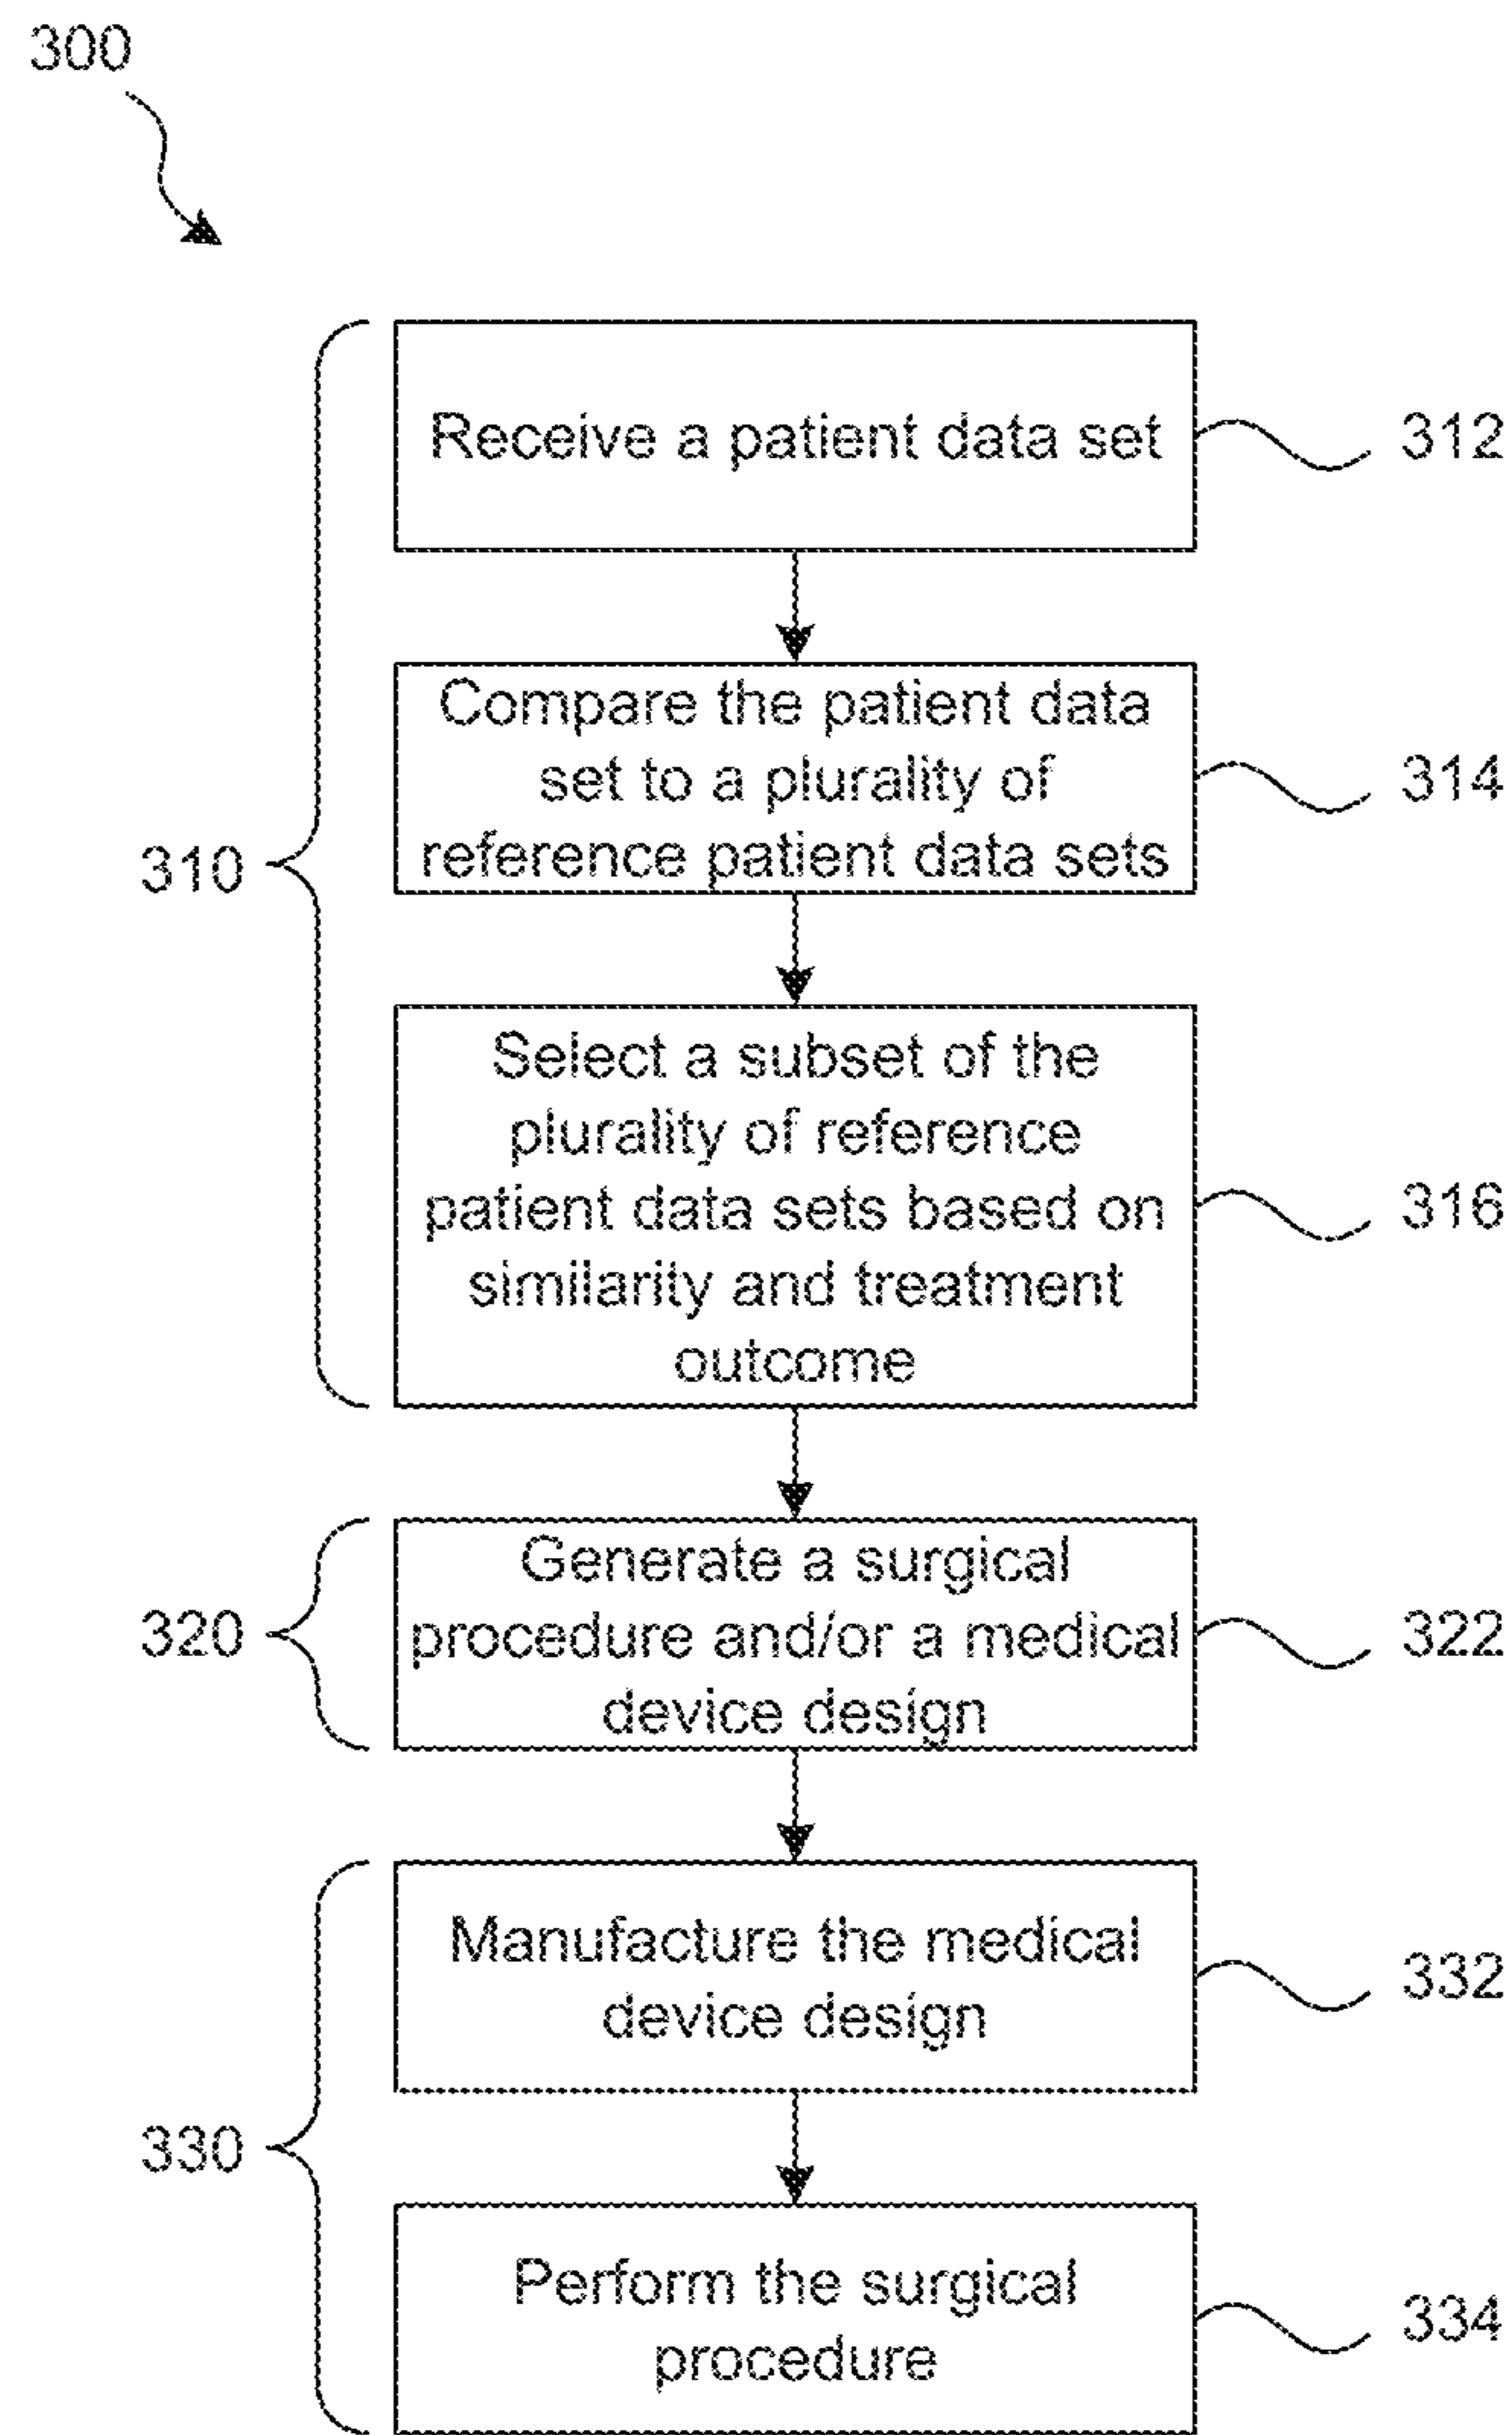 300
Receive a patient data set
312
Compare the patient data
set to a plurality of
reference patient data sets
314
310
Select a subset of the
plurality of reference
patient data sets based on
similarity and treatment
outcome
316
Generate a surgical
procedure and/or a medical
device design
320
322
Manufacture the medical
device design
332
330
Perform the surgical
procedure
334